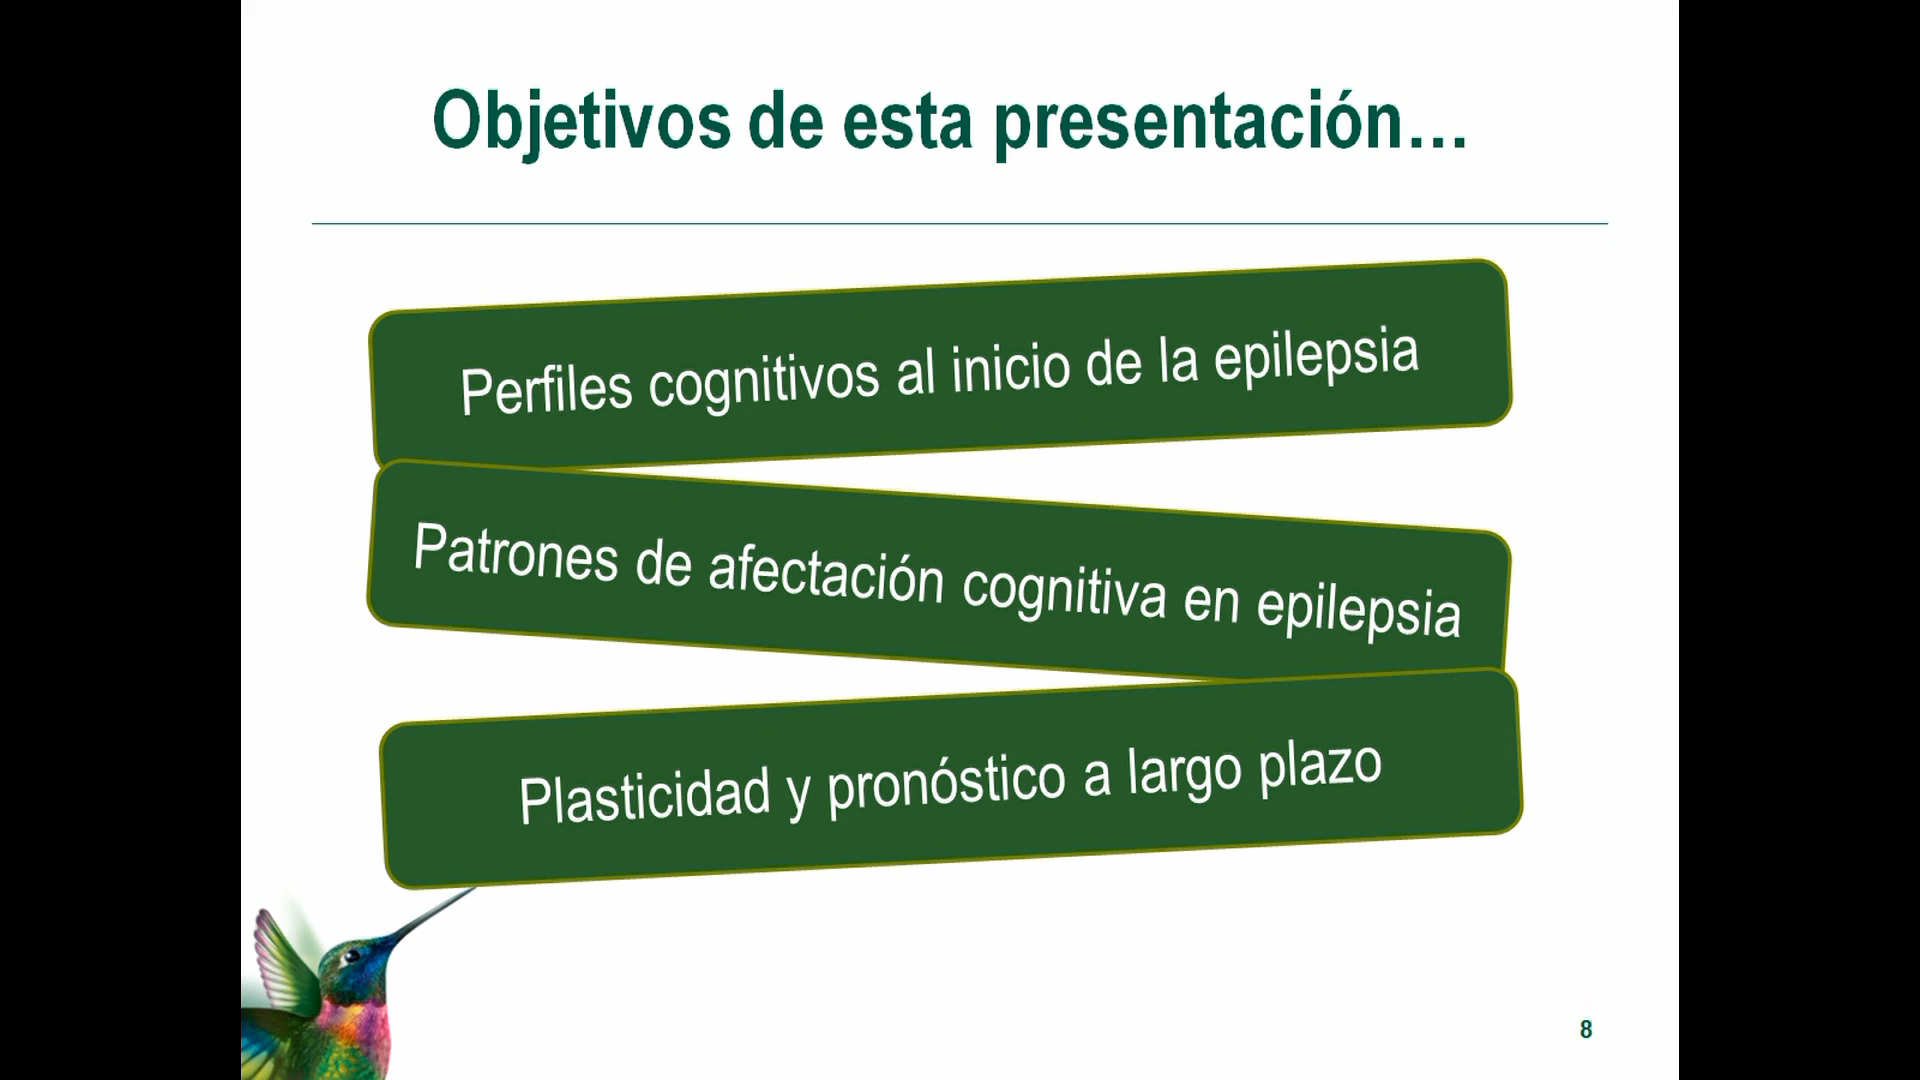 Objetivos de esta presentación...
Perfiles cognitivos al inicio de la epilepsia
Patrones de afectación cognitiva en epilepsia
Plasticidad y pronóstico a largo plazo
8